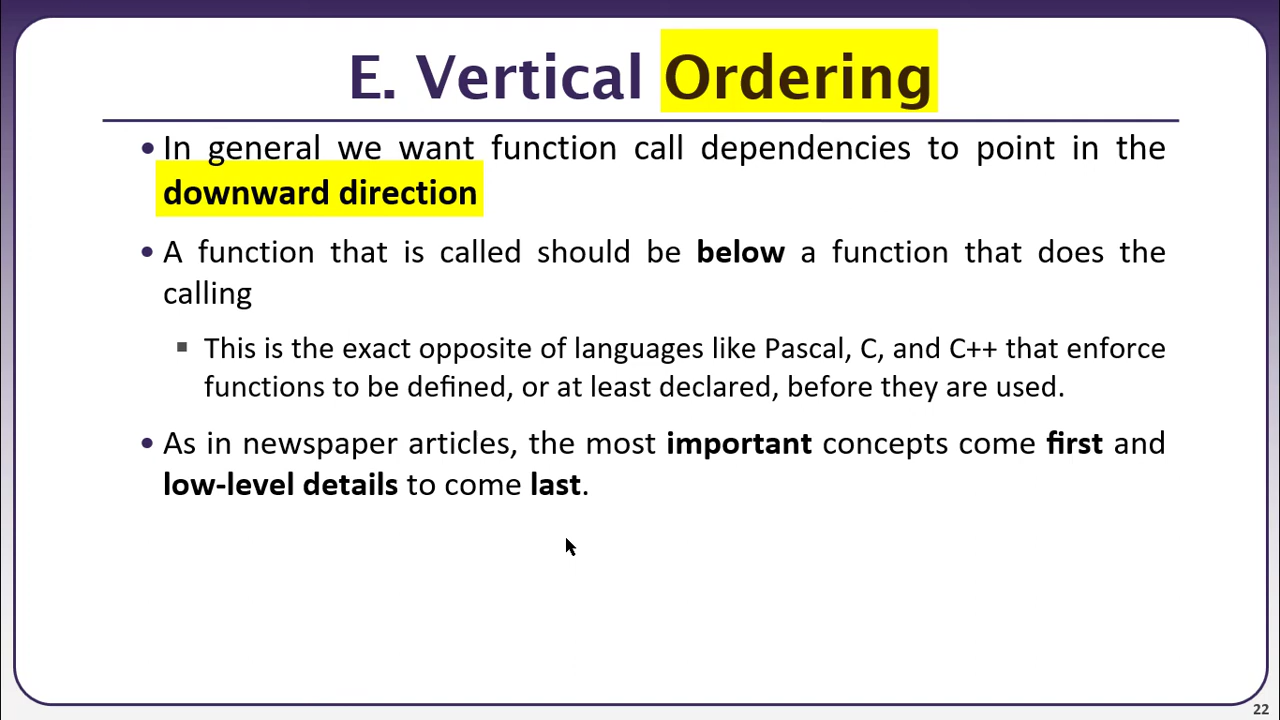 E. Vertical Ordering
• In general we want function call dependencies to point in the
downward direction
• A function that is called should be below a function that does the
calling
▪ This is the exact opposite of languages like Pascal, C, and C++ that enforce
functions to be defined, or at least declared, before they are used.
• As in newspaper articles, the most important concepts come first and
low-level details to come last.
22